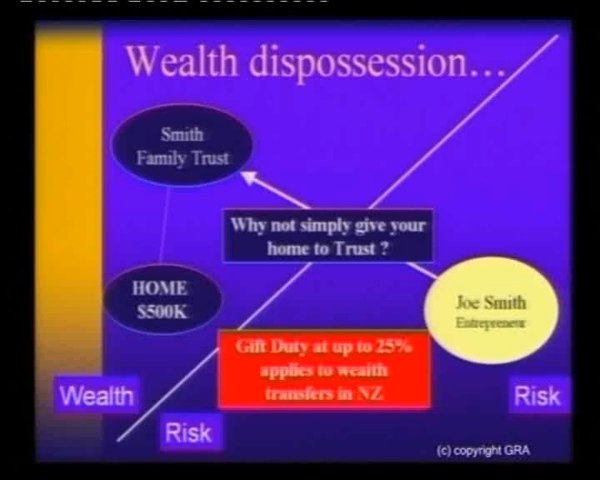 Wealth dispossession...
Smith
Family Trust
Why not simply give your
home to Trust ?
HOME
$500K
Joe Smith
Entrepreneur
Gift Duty at up to 25%
applies to wealth
transfers in NZ
Wealth
Risk
Risk
(c) copyright GRA